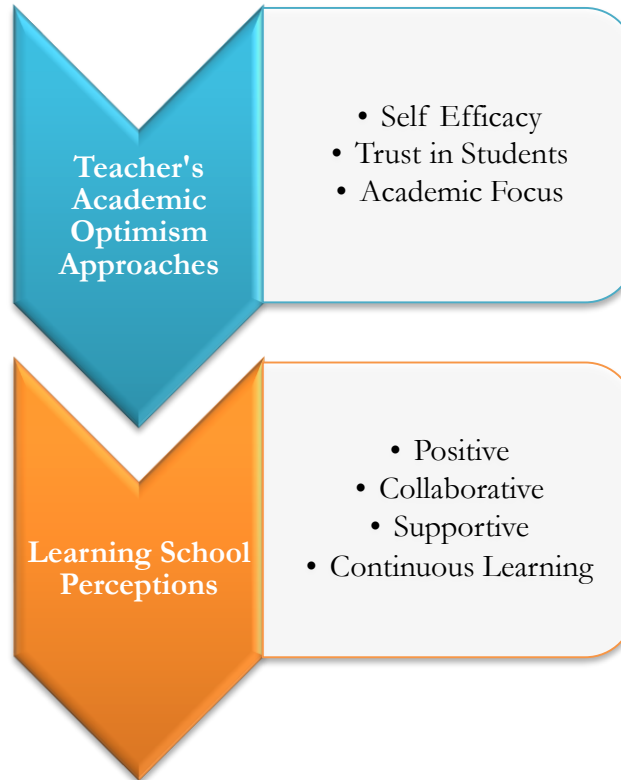 Teacher's
Academic
Optimism
Approaches
• Self Efficacy
• Trust in Students
• Academic Focus
Learning School
Perceptions
• Positive
• Collaborative
• Supportive
• Continuous Learning